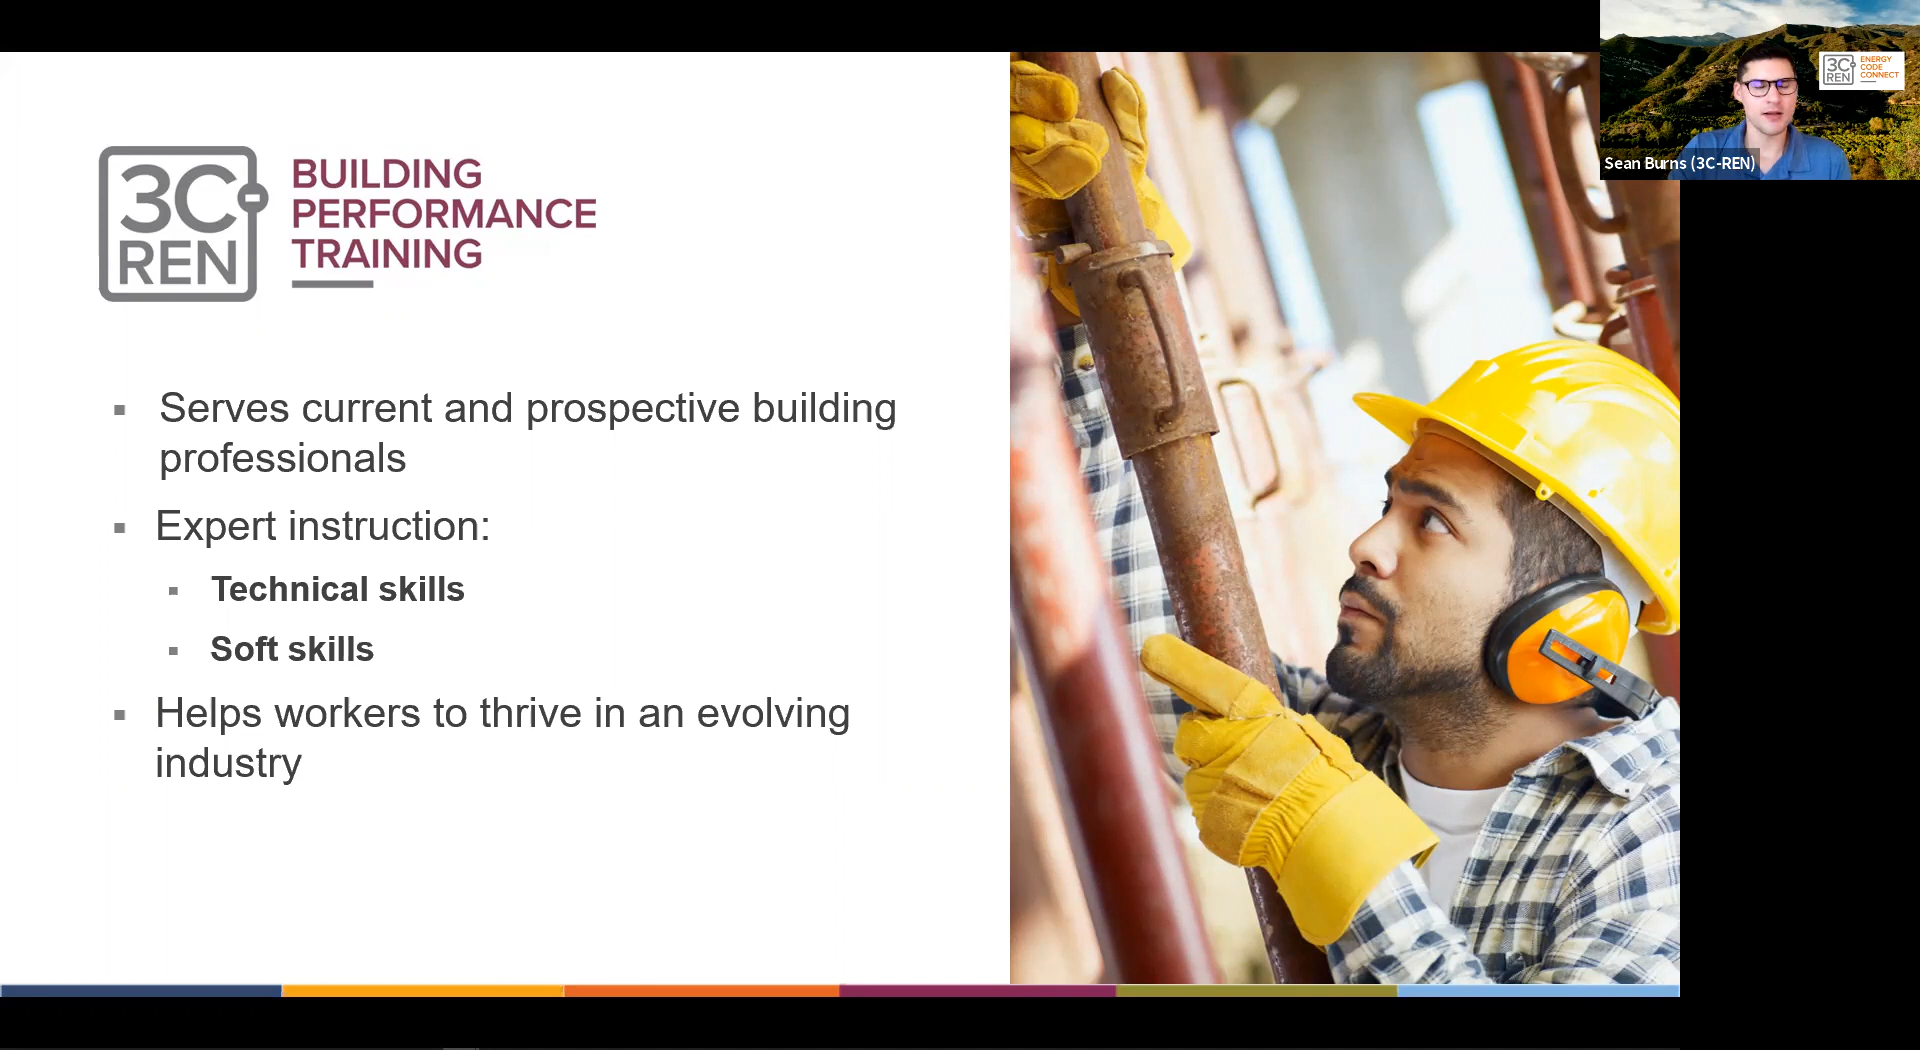 3C-
REN
BUILDING
PERFORMANCE
TRAINING
Serves current and prospective building
professionals
Expert instruction:
Technical skills
Soft skills
Helps workers to thrive in an evolving
industry
3C-
REN
ENERGY
CODE
CONNECT
Sean Burns (3C-REN)